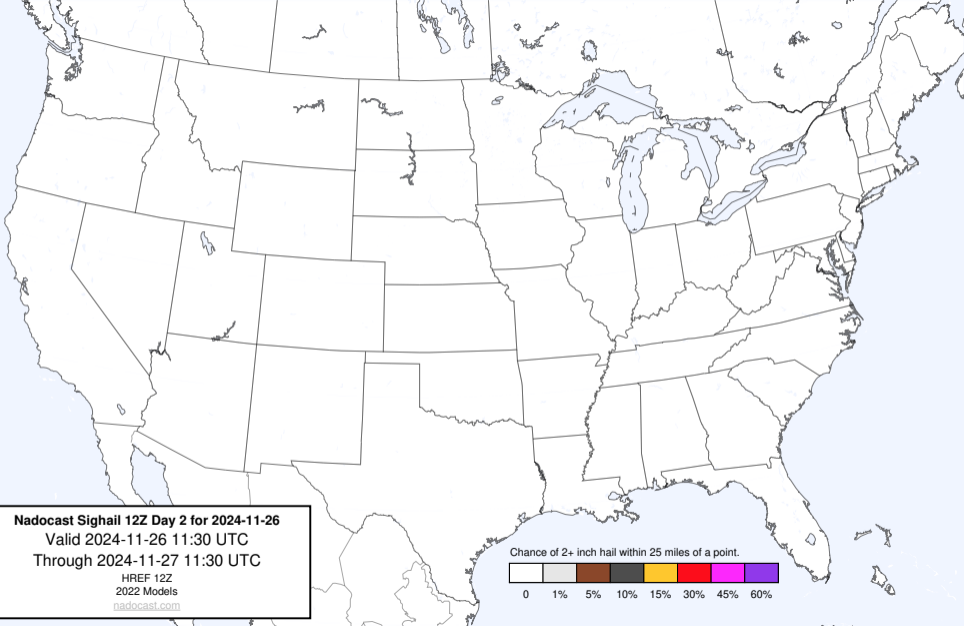 Nadocast Sighail 12Z Day 2 for 2024-11-26
Valid 2024-11-26 11:30 UTC
Through 2024-11-27 11:30 UTC
HREF 12Z
2022 Models
nadocast.com
Chance of 2+ inch hail within 25 miles of a point.
0 1% 5% 10% 15% 30% 45% 60%